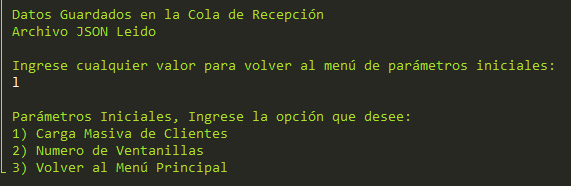 Datos Guardados en la Cola de Recepción
Archivo JSON Leido
Ingrese cualquier valor para volver al menú de parámetros iniciales:
l
Parámetros Iniciales, Ingrese la opción que desee:
1) Carga Masiva de Clientes
2) Numero de Ventanillas
3) Volver al Menú Principal